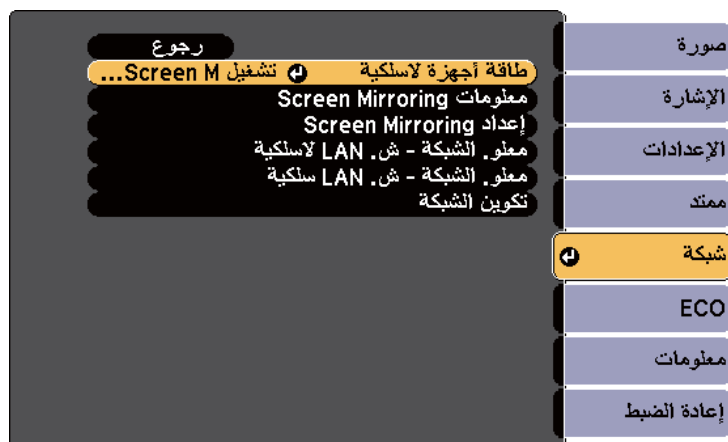 صورة
الإشارة
الإعدادات
ممتد
شبكة
ECO
معلومات
إعادة الضبط
رجوع
طاقة أجهزة لاسلكية تشغيل Screen M...
معلومات Screen Mirroring
إعداد Screen Mirroring
معلو. الشبكة - ش. LAN لاسلكية
معلو. الشبكة - ش. LAN سلكية
تكوين الشبكة